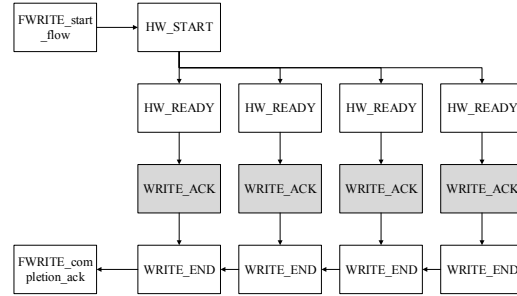 FWRITE_start
_flow
HW_START
HW_READY
HW_READY
HW_READY
HW_READY
WRITE_ACK
WRITE_ACK
WRITE_ACK
WRITE_ACK
FWRITE_com
pletion_ack
WRITE_END
WRITE_END
WRITE_END
WRITE_END